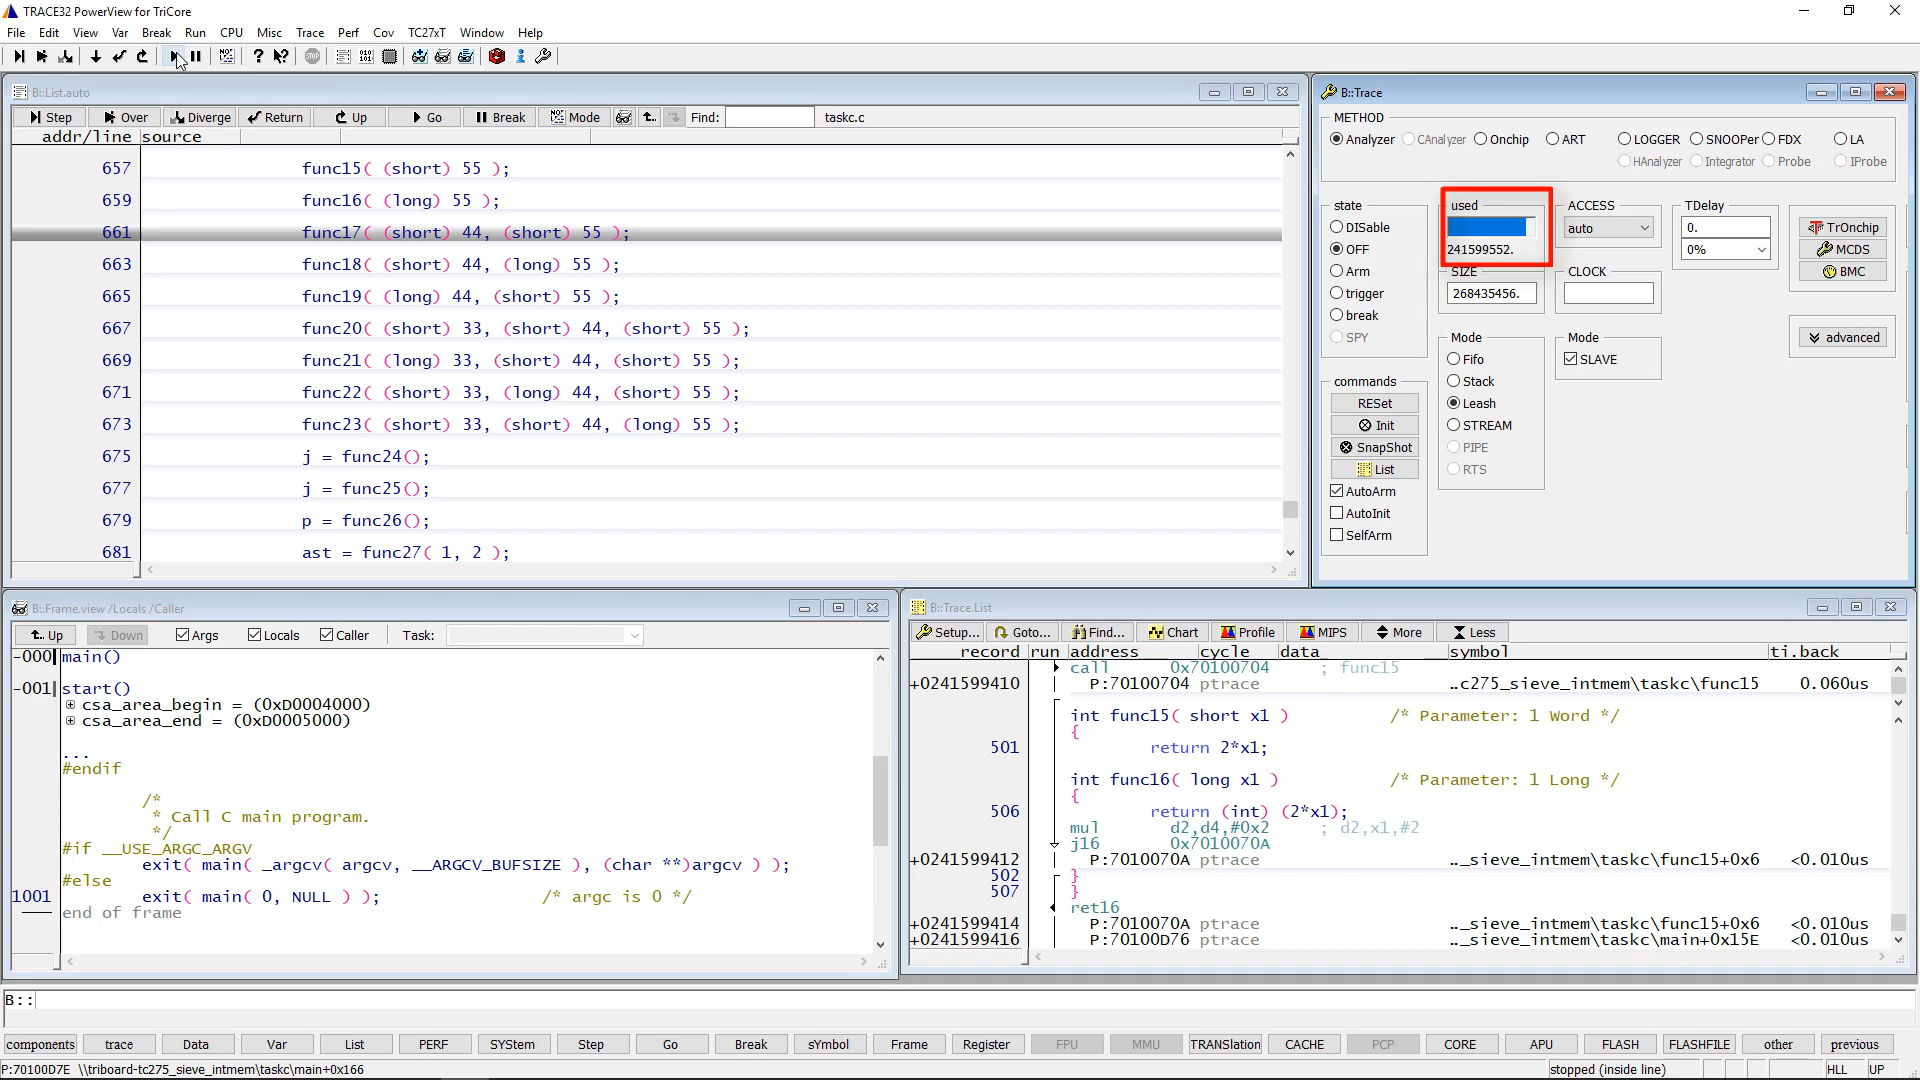 TRACE32 PowerView for TriCore
File Edit View Var Break Run CPU Misc Trace Perf Cov TC27xT Window Help
B::List.auto
Step Over Diverge Return Up Go Break Mode Find: taskc.c
addr/line source
657 func15( (short) 55 );
659 func16( (long) 55 );
661 func17( (short) 44, (short) 55 );
663 func18( (short) 44, (long) 55 );
665 func19( (long) 44, (short) 55 );
667 func20( (short) 33, (short) 44, (short) 55 );
669 func21( (long) 33, (short) 44, (short) 55 );
671 func22( (short) 33, (long) 44, (short) 55 );
673 func23( (short) 33, (short) 44, (long) 55 );
675 j = func24();
677 j = func25();
679 p = func26();
681 ast = func27( 1, 2 );
B::Trace
METHOD
Analyzer CAnalyzer Onchip ART LOGGER SNOOPer FDX LA
HAnalyzer Integrator Probe IProbe
state used ACCESS TDelay
DISable auto 0. TrOnchip
OFF 241599552. 0% MCDS
Arm SIZE CLOCK BMC
trigger 268435456.
break
SPY Mode Mode advanced
Fifo SLAVE
commands Stack
RESet Leash
Init STREAM
SnapShot PIPE
List RTS
AutoArm
AutoInit
SelfArm
B::Frame.view /Locals /Caller
Up Down Args Locals Caller Task:
-000 main()
-001 start()
csa_area_begin = (0xD0004000)
csa_area_end = (0xD0005000)
...
#endif
/*
* Call C main program.
*/
#if __USE_ARGC_ARGV
exit( main( _argcv( argcv, __ARGCV_BUFSIZE ), (char **)argcv ) );
#else
1001 exit( main( 0, NULL ) ); /* argc is 0 */
end of frame
B::Trace.List
Setup... Goto... Find... Chart Profile MIPS More Less
record run address cycle data symbol ti.back
call 0x70100704 ; func15
+0241599410 P:70100704 ptrace ..c275_sieve_intmem\taskc\func15 0.060us
int func15( short x1 ) /* Parameter: 1 Word */
{
501 return 2*x1;
int func16( long x1 ) /* Parameter: 1 Long */
{
506 return (int) (2*x1);
mul d2,d4,#0x2 ; d2,x1,#2
j16 0x7010070A
+0241599412 P:7010070A ptrace .._sieve_intmem\taskc\func15+0x6 <0.010us
502 }
507 }
ret16
+0241599414 P:7010070A ptrace .._sieve_intmem\taskc\func15+0x6 <0.010us
+0241599416 P:70100D76 ptrace .._sieve_intmem\taskc\main+0x15E <0.010us
B::
components trace Data Var List PERF SYStem Step Go Break sYmbol Frame Register FPU MMU TRANSlation CACHE PCP CORE APU FLASH FLASHFILE other previous
P:70100D7E \\triboard-tc275_sieve_intmem\taskc\main+0x166 stopped (inside line) HLL UP